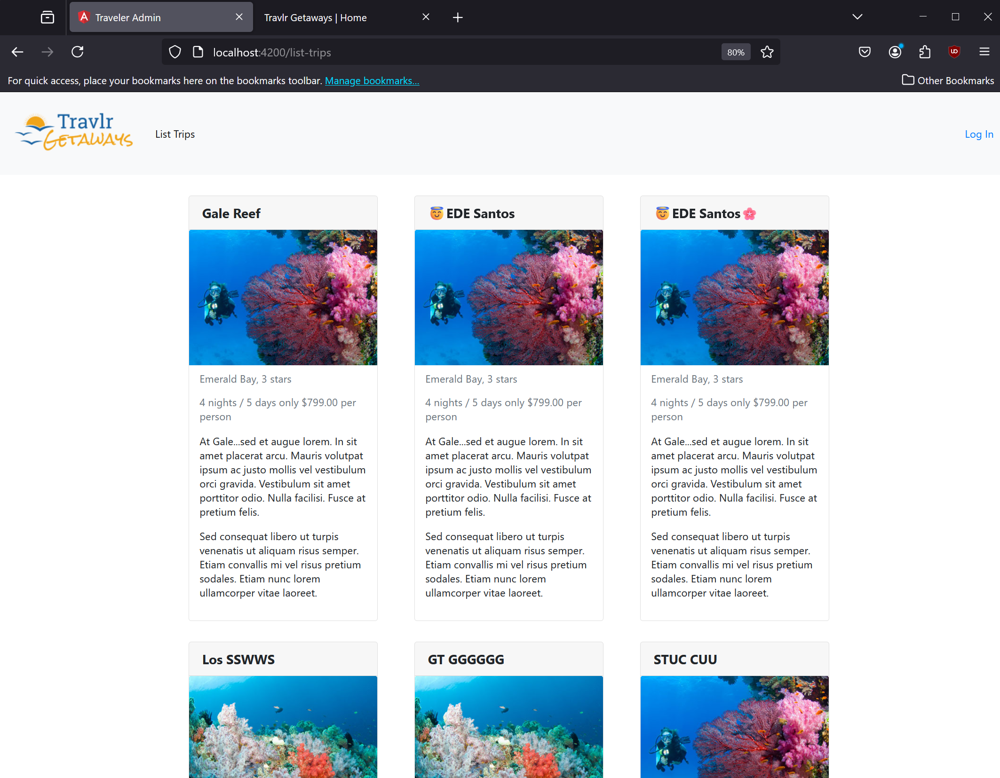 Traveler Admin
Travlr Getaways | Home
localhost:4200/list-trips
80%
For quick access, place your bookmarks here on the bookmarks toolbar. Manage bookmarks...
Other Bookmarks
Travlr
GETAWAYS
List Trips
Log In
Gale Reef
Emerald Bay, 3 stars
4 nights / 5 days only $799.00 per
person
At Gale...sed et augue lorem. In sit
amet placerat arcu. Mauris volutpat
ipsum ac justo mollis vel vestibulum
orci gravida. Vestibulum sit amet
porttitor odio. Nulla facilisi. Fusce at
pretium felis.
Sed consequat libero ut turpis
venenatis ut aliquam risus semper.
Etiam convallis mi vel risus pretium
sodales. Etiam nunc lorem
ullamcorper vitae laoreet.
😇EDE Santos
Emerald Bay, 3 stars
4 nights / 5 days only $799.00 per
person
At Gale...sed et augue lorem. In sit
amet placerat arcu. Mauris volutpat
ipsum ac justo mollis vel vestibulum
orci gravida. Vestibulum sit amet
porttitor odio. Nulla facilisi. Fusce at
pretium felis.
Sed consequat libero ut turpis
venenatis ut aliquam risus semper.
Etiam convallis mi vel risus pretium
sodales. Etiam nunc lorem
ullamcorper vitae laoreet.
😇EDE Santos🌸
Emerald Bay, 3 stars
4 nights / 5 days only $799.00 per
person
At Gale...sed et augue lorem. In sit
amet placerat arcu. Mauris volutpat
ipsum ac justo mollis vel vestibulum
orci gravida. Vestibulum sit amet
porttitor odio. Nulla facilisi. Fusce at
pretium felis.
Sed consequat libero ut turpis
venenatis ut aliquam risus semper.
Etiam convallis mi vel risus pretium
sodales. Etiam nunc lorem
ullamcorper vitae laoreet.
Los SSWWS
GT GGGGGG
STUC CUU